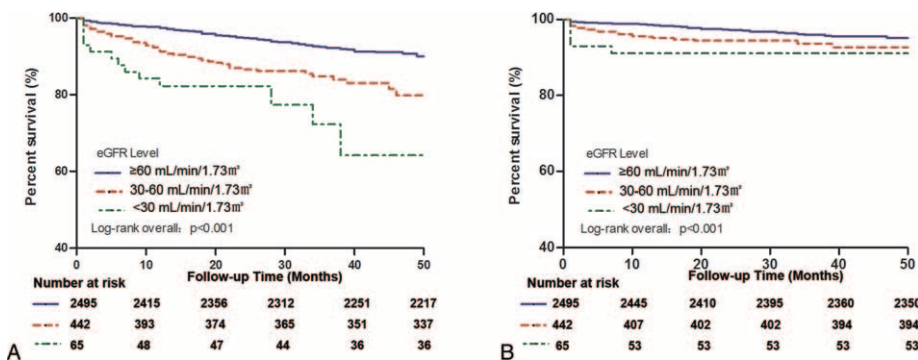 100
80
60
40
Percent survival (%)
eGFR Level
≥60 mL/min/1.73㎡
30-60 mL/min/1.73㎡
<30 mL/min/1.73㎡
Log-rank overall: p<0.001
0 10 20 30 40 50
Follow-up Time (Months)
Number at risk
2495 2415 2356 2312 2251 2217
442 393 374 365 351 337
65 48 47 44 36 36
A
100
80
60
40
Percent survival (%)
eGFR Level
≥60 mL/min/1.73㎡
30-60 mL/min/1.73㎡
<30 mL/min/1.73㎡
Log-rank overall: p<0.001
0 10 20 30 40 50
Follow-up Time (Months)
Number at risk
2495 2445 2410 2395 2360 2350
442 407 402 402 394 394
65 53 53 53 53 53
B